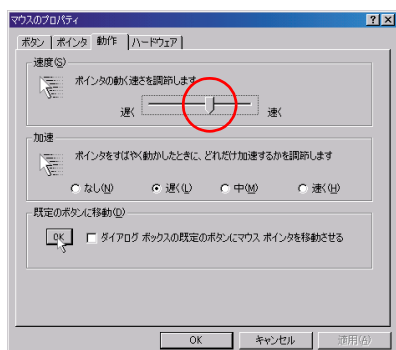 マウスのプロパティ
ボタン ポインタ 動作 ハードウェア
速度(S)
ポインタの動く速さを調節します
遅く 速く
加速
ポインタをすばやく動かしたときに、どれだけ加速するかを調節します
なし(N) 遅く(L) 中(M) 速く(H)
既定のボタンに移動(D)
OK ダイアログ ボックスの既定のボタンにマウス ポインタを移動させる
OK キャンセル 適用(A)